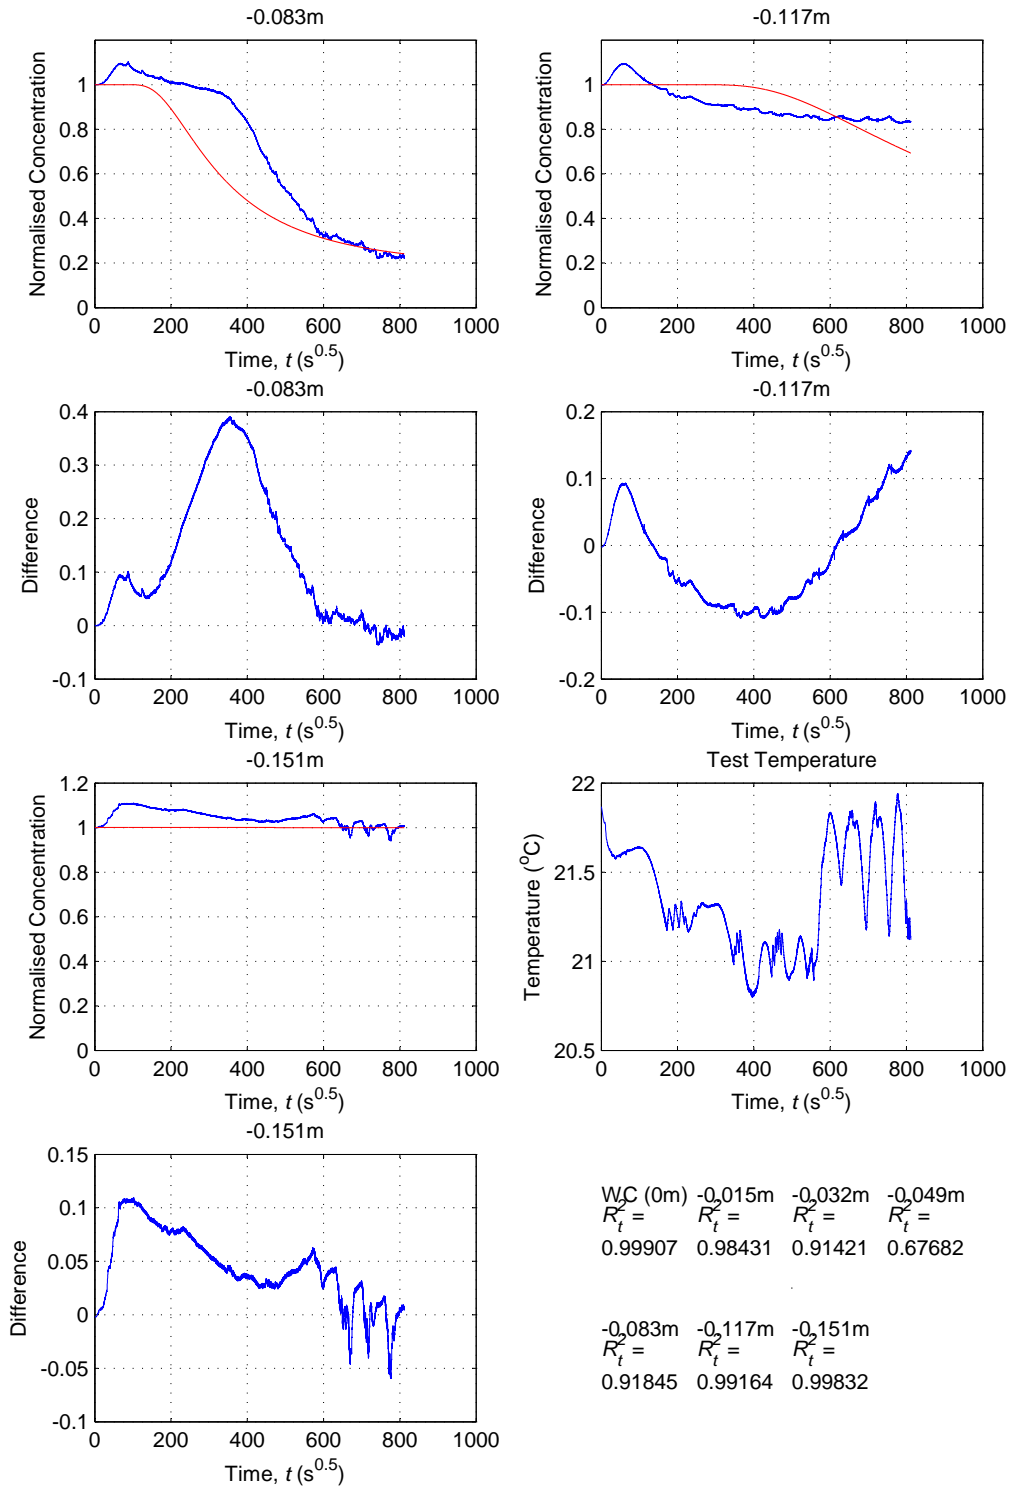 -0.083m
Normalised Concentration
1
0.8
0.6
0.4
0.2
0
0 200 400 600 800 1000
Time, t (s^0.5)
-0.117m
Normalised Concentration
1
0.8
0.6
0.4
0.2
0
0 200 400 600 800 1000
Time, t (s^0.5)
-0.083m
Difference
0.4
0.3
0.2
0.1
0
-0.1
0 200 400 600 800 1000
Time, t (s^0.5)
-0.117m
Difference
0.2
0.1
0
-0.1
-0.2
0 200 400 600 800 1000
Time, t (s^0.5)
-0.151m
Normalised Concentration
1.2
1
0.8
0.6
0.4
0.2
0
0 200 400 600 800 1000
Time, t (s^0.5)
Test Temperature
Temperature (°C)
22
21.5
21
20.5
0 200 400 600 800 1000
Time, t (s^0.5)
-0.151m
Difference
0.15
0.1
0.05
0
-0.05
-0.1
0 200 400 600 800 1000
Time, t (s^0.5)
WC (0m) -0.015m -0.032m -0.049m
R_t^2 = R_t^2 = R_t^2 = R_t^2 =
0.99907 0.98431 0.91421 0.67682
-0.083m -0.117m -0.151m
R_t^2 = R_t^2 = R_t^2 =
0.91845 0.99164 0.99832